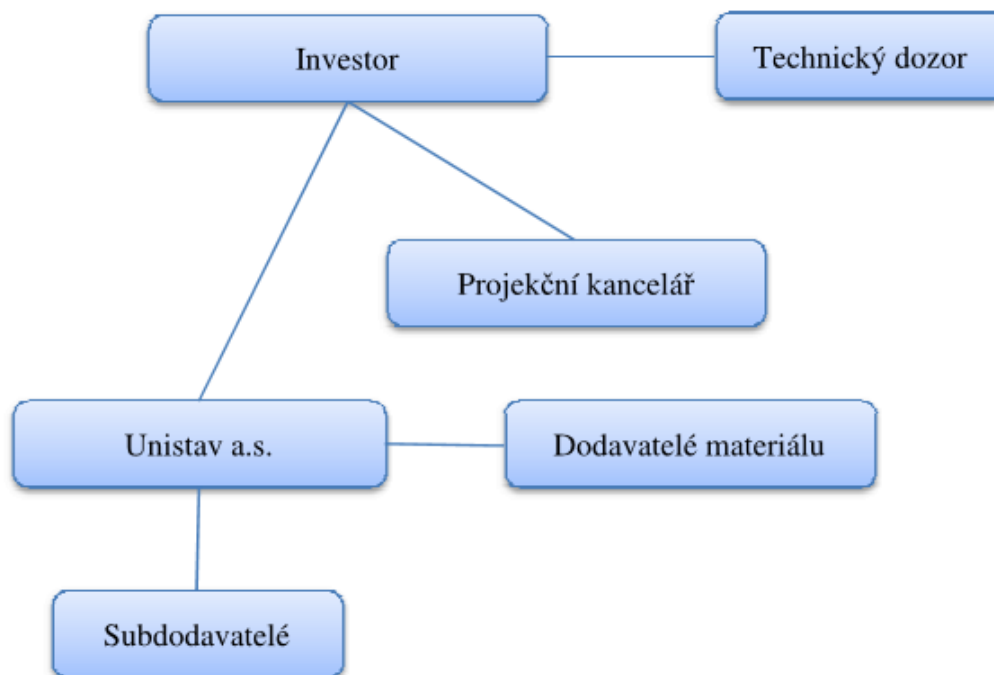 Investor
Technický dozor
Projekční kancelář
Unistav a.s.
Dodavatelé materiálu
Subdodavatelé